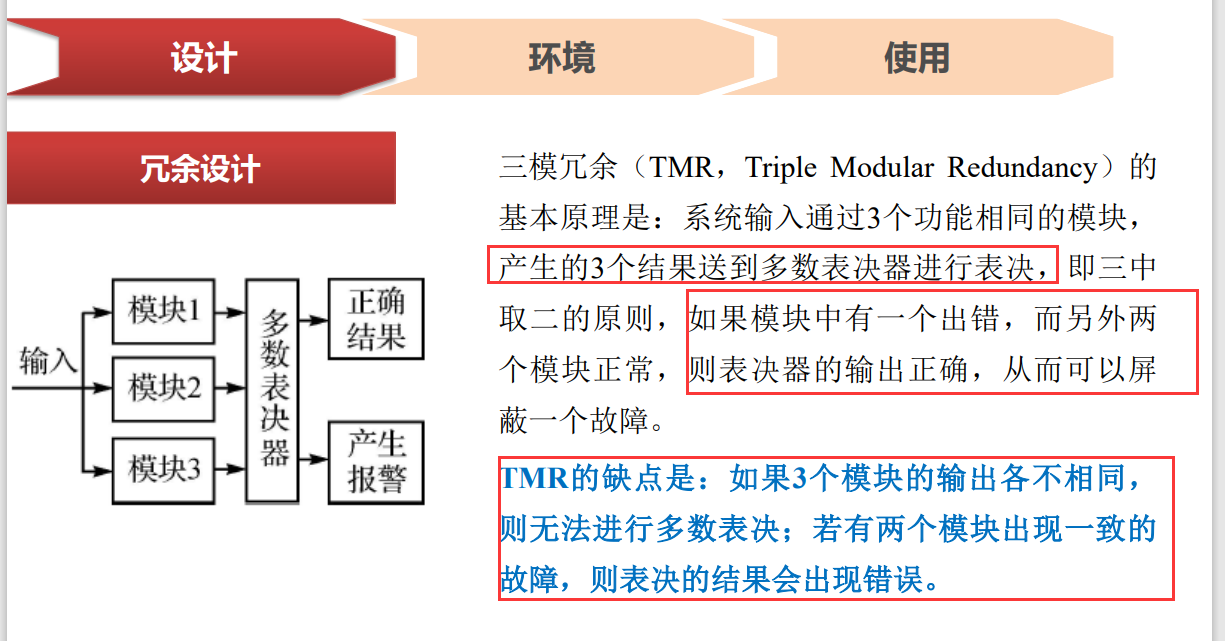 设计
环境
使用
冗余设计
输入
模块1
模块2
模块3
多数表决器
正确
结果
产生
报警
三模冗余（TMR，Triple Modular Redundancy）的
基本原理是：系统输入通过3个功能相同的模块，
产生的3个结果送到多数表决器进行表决，即三中
取二的原则，如果模块中有一个出错，而另外两
个模块正常，则表决器的输出正确，从而可以屏
蔽一个故障。
TMR的缺点是：如果3个模块的输出各不相同，
则无法进行多数表决；若有两个模块出现一致的
故障，则表决的结果会出现错误。